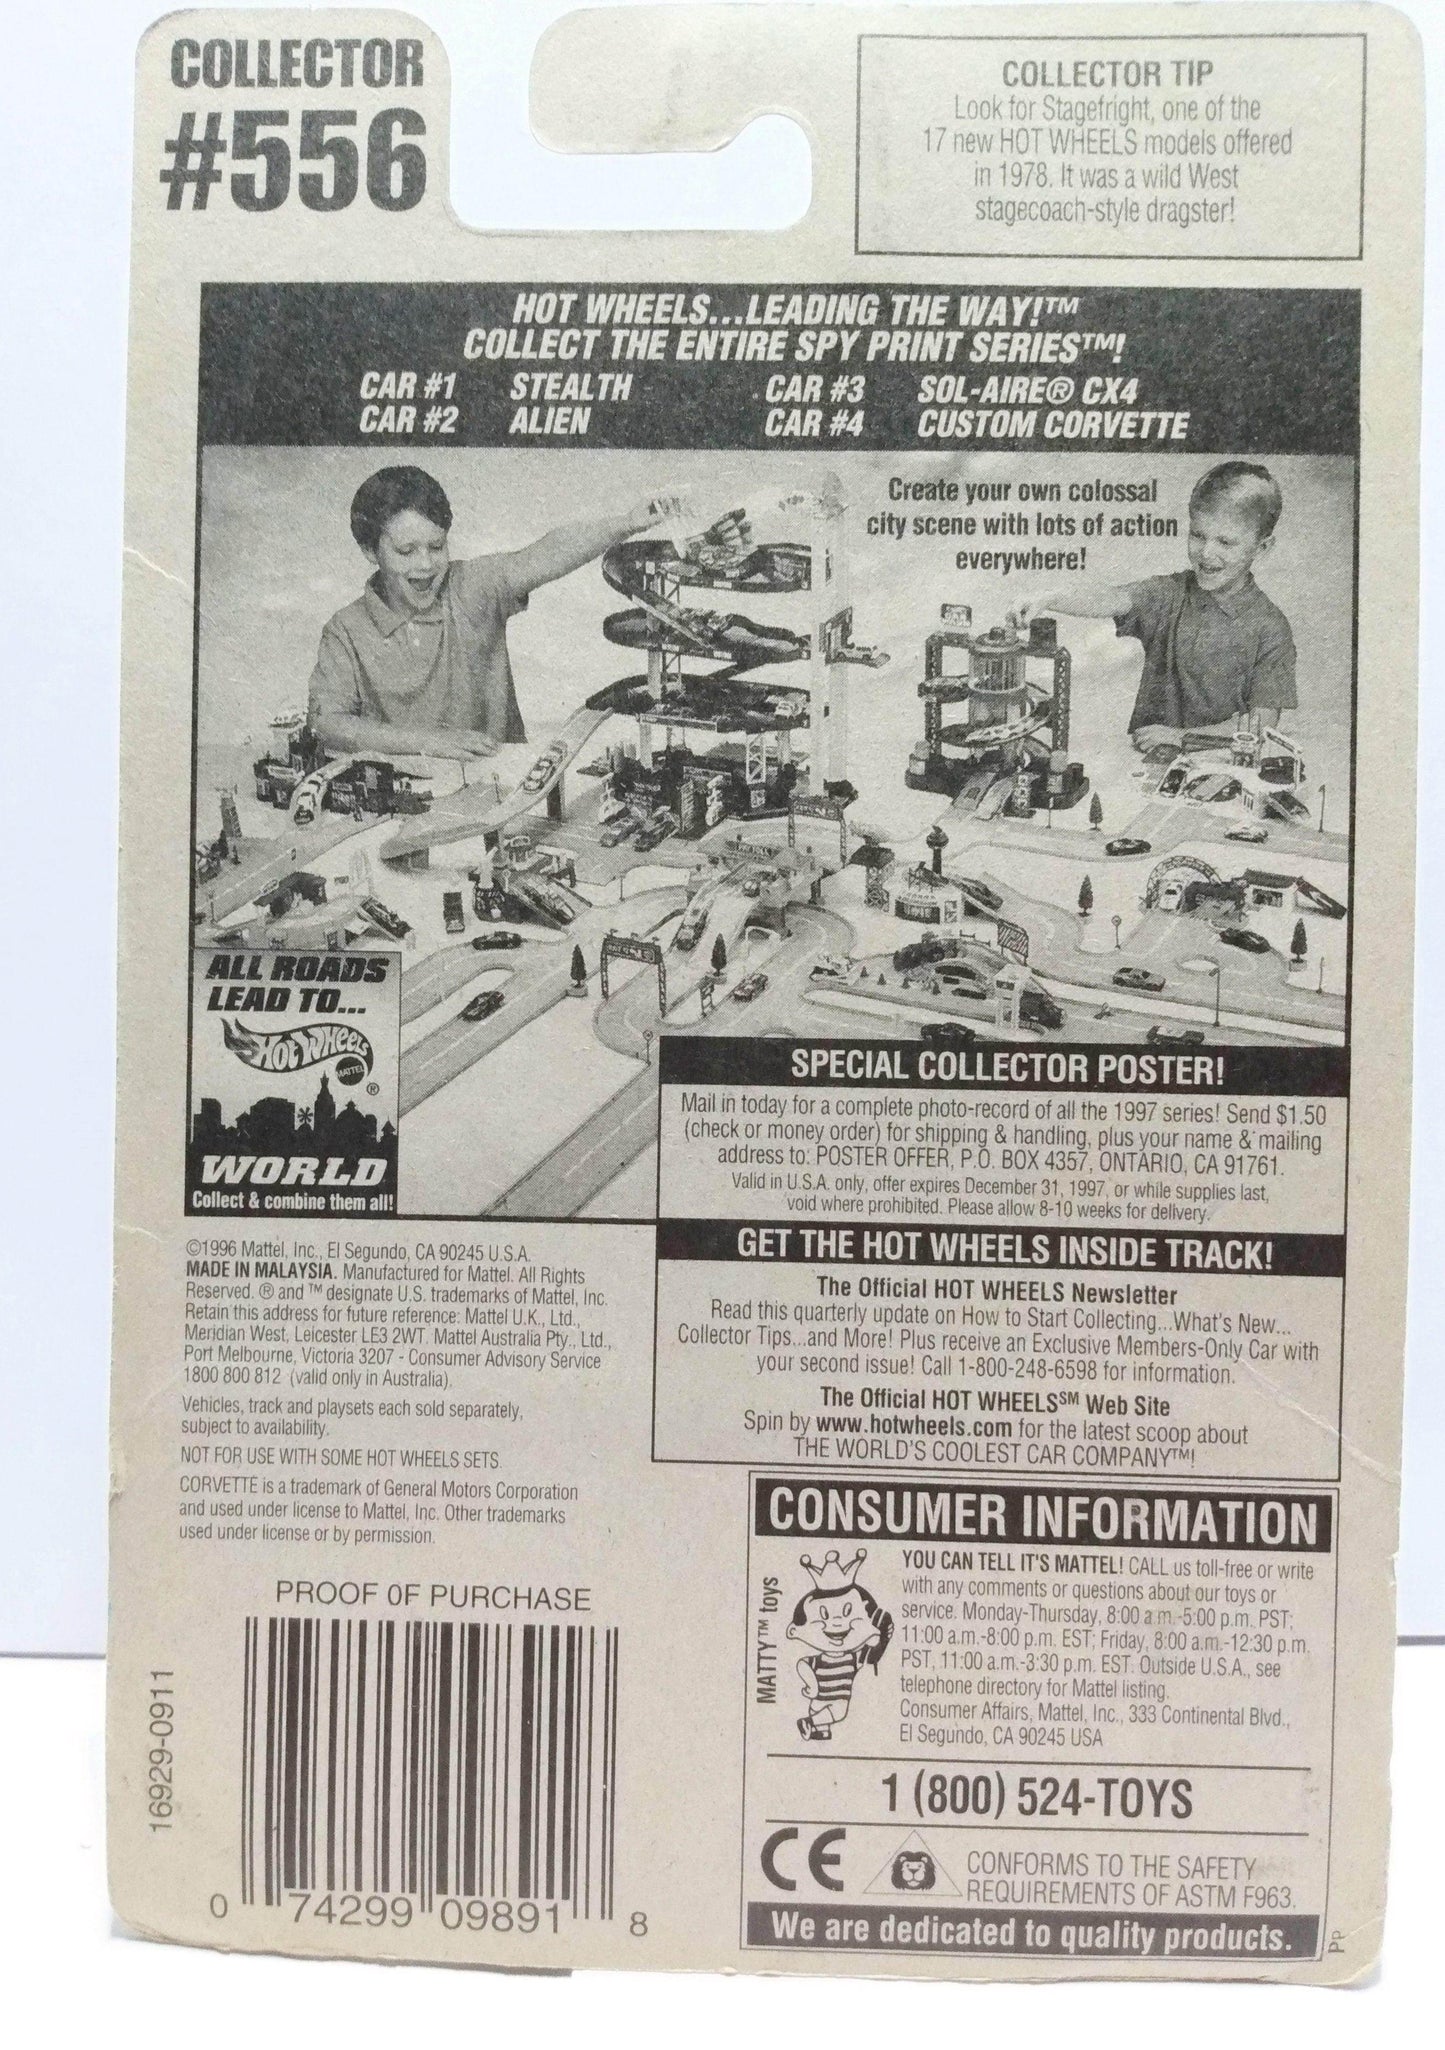 COLLECTOR
#556
COLLECTOR TIP
Look for Stagefright, one of the
17 new HOT WHEELS models offered
in 1978. It was a wild West
stagecoach-style dragster!
HOT WHEELS...LEADING THE WAY!™
COLLECT THE ENTIRE SPY PRINT SERIES™!
CAR #1 STEALTH CAR #3 SOL-AIRE® CX4
CAR #2 ALIEN CAR #4 CUSTOM CORVETTE
Create your own colossal
city scene with lots of action
everywhere!
ALL ROADS
LEAD TO...
HOT WHEELS
MATTEL
®
WORLD
Collect & combine them all!
SPECIAL COLLECTOR POSTER!
Mail in today for a complete photo-record of all the 1997 series! Send $1.50
(check or money order) for shipping & handling, plus your name & mailing
address to: POSTER OFFER, P.O. BOX 4357, ONTARIO, CA 91761.
Valid in U.S.A. only, offer expires December 31, 1997, or while supplies last,
void where prohibited. Please allow 8-10 weeks for delivery.
GET THE HOT WHEELS INSIDE TRACK!
The Official HOT WHEELS Newsletter
Read this quarterly update on How to Start Collecting...What's New...
Collector Tips...and More! Plus receive an Exclusive Members-Only Car with
your second issue! Call 1-800-248-6598 for information.
The Official HOT WHEELS℠ Web Site
Spin by www.hotwheels.com for the latest scoop about
THE WORLD'S COOLEST CAR COMPANY™!
©1996 Mattel, Inc., El Segundo, CA 90245 U.S.A.
MADE IN MALAYSIA. Manufactured for Mattel. All Rights
Reserved. ® and ™ designate U.S. trademarks of Mattel, Inc.
Retain this address for future reference: Mattel U.K., Ltd.,
Meridian West, Leicester LE3 2WT. Mattel Australia Pty., Ltd.,
Port Melbourne, Victoria 3207 - Consumer Advisory Service
1800 800 812 (valid only in Australia).
Vehicles, track and playsets each sold separately,
subject to availability.
NOT FOR USE WITH SOME HOT WHEELS SETS.
CORVETTE is a trademark of General Motors Corporation
and used under license to Mattel, Inc. Other trademarks
used under license or by permission.
PROOF OF PURCHASE
16929-0911
0 74299 09891 8
CONSUMER INFORMATION
MATTY™ toys
YOU CAN TELL IT'S MATTEL! CALL us toll-free or write
with any comments or questions about our toys or
service. Monday-Thursday, 8:00 a.m.-5:00 p.m. PST;
11:00 a.m.-8:00 p.m. EST; Friday, 8:00 a.m.-12:30 p.m.
PST, 11:00 a.m.-3:30 p.m. EST. Outside U.S.A., see
telephone directory for Mattel listing.
Consumer Affairs, Mattel, Inc., 333 Continental Blvd.,
El Segundo, CA 90245 USA
1 (800) 524-TOYS
CE
CONFORMS TO THE SAFETY
REQUIREMENTS OF ASTM F963.
We are dedicated to quality products.
Pp